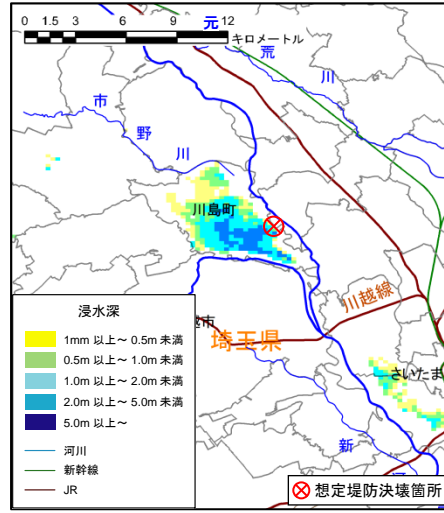 0 1.5 3 6 9 12
キロメートル
元
荒
川
市
野
川
川島町
川越線
越市
埼玉県
さいたま
新
浸水深
1mm 以上～ 0.5m 未満
0.5m 以上～ 1.0m 未満
1.0m 以上～ 2.0m 未満
2.0m 以上～ 5.0m 未満
5.0m 以上～
河川
新幹線
JR
想定堤防決壊箇所